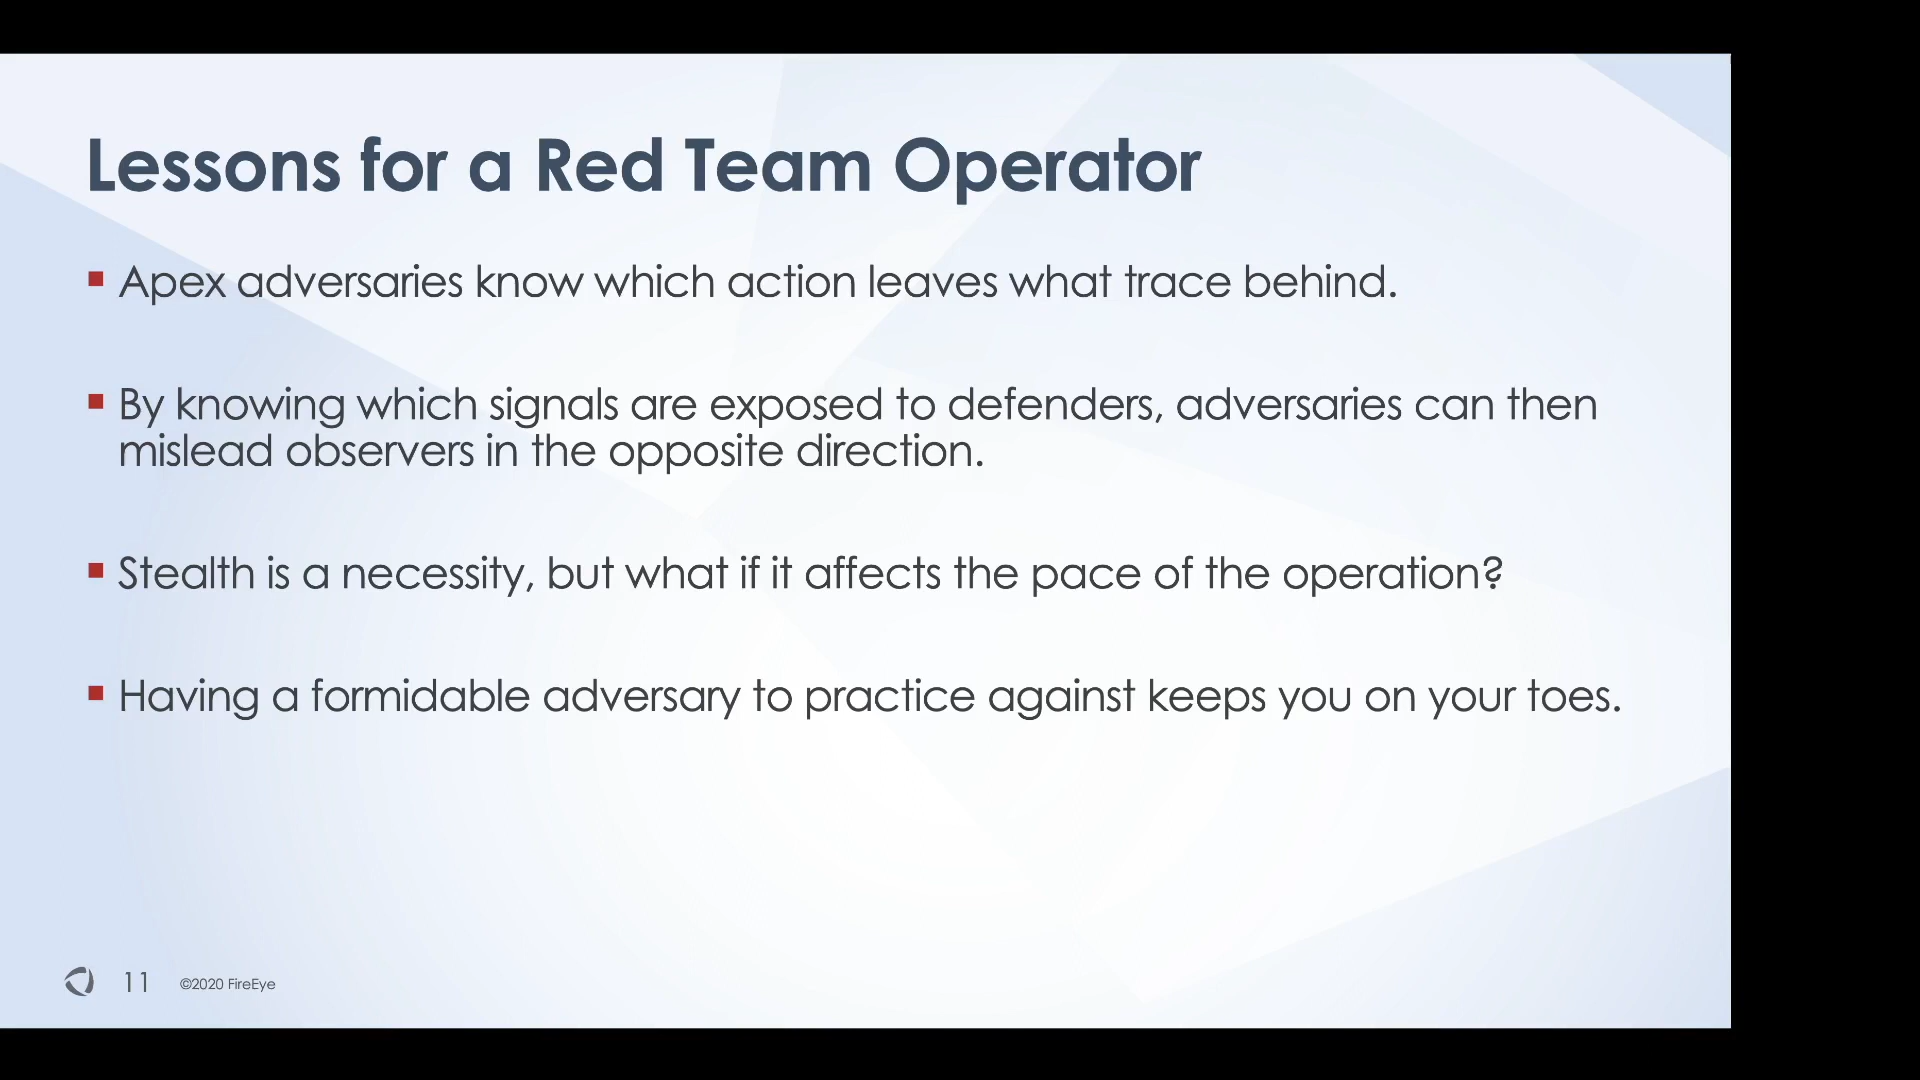 Lessons for a Red Team Operator
▪ Apex adversaries know which action leaves what trace behind.
▪ By knowing which signals are exposed to defenders, adversaries can then
mislead observers in the opposite direction.
▪ Stealth is a necessity, but what if it affects the pace of the operation?
▪ Having a formidable adversary to practice against keeps you on your toes.
11 ©2020 FireEye